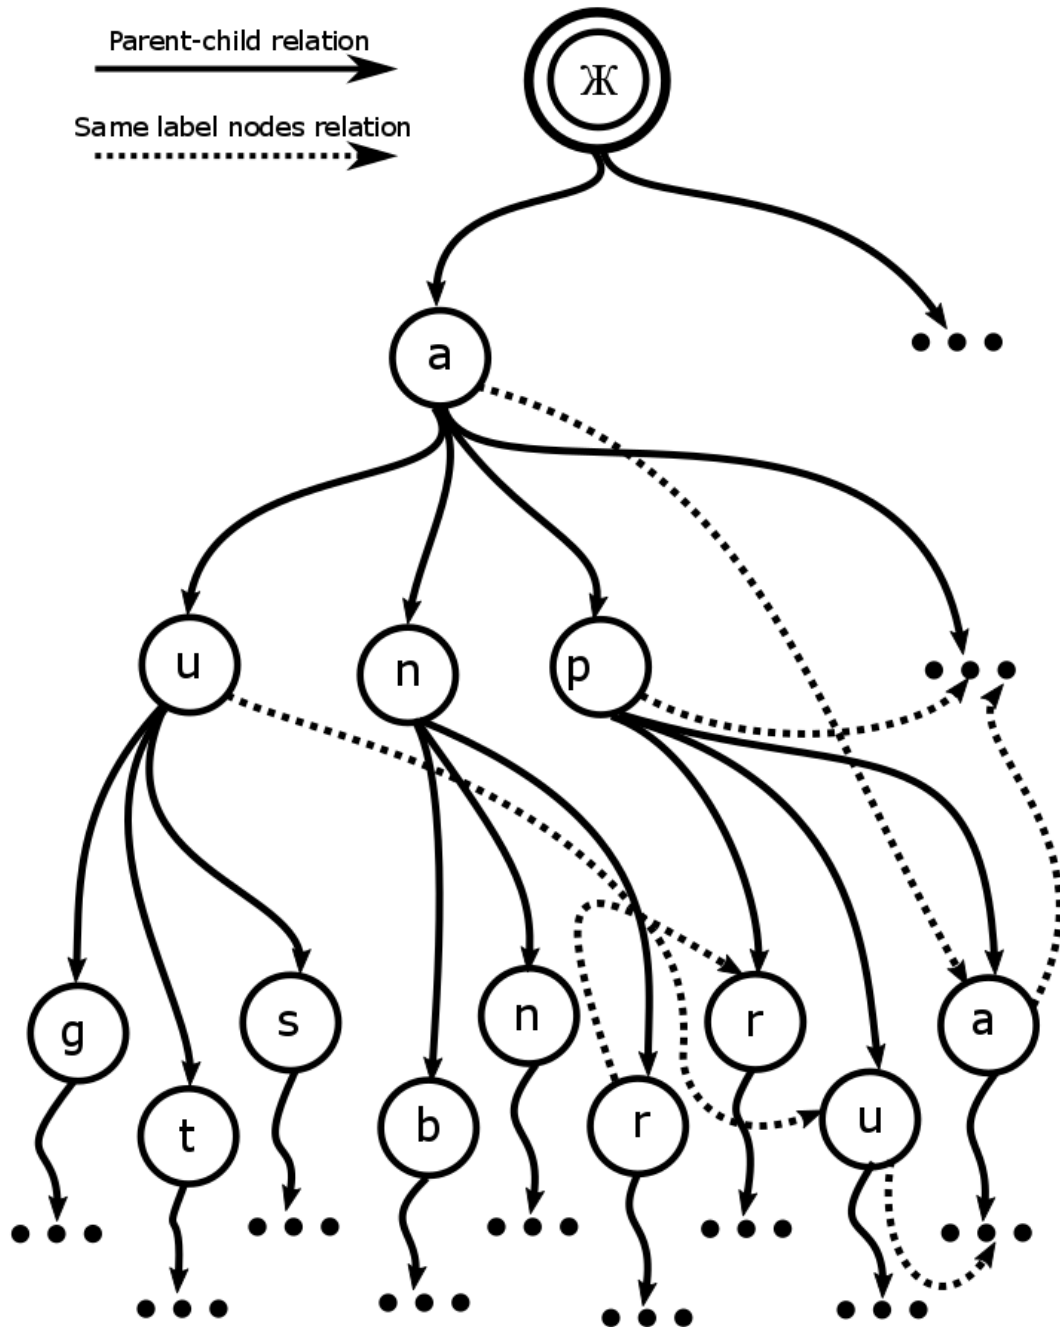 Parent-child relation
Ж
Same label nodes relation
a
u
n
p
g
s
n
r
a
t
b
r
u